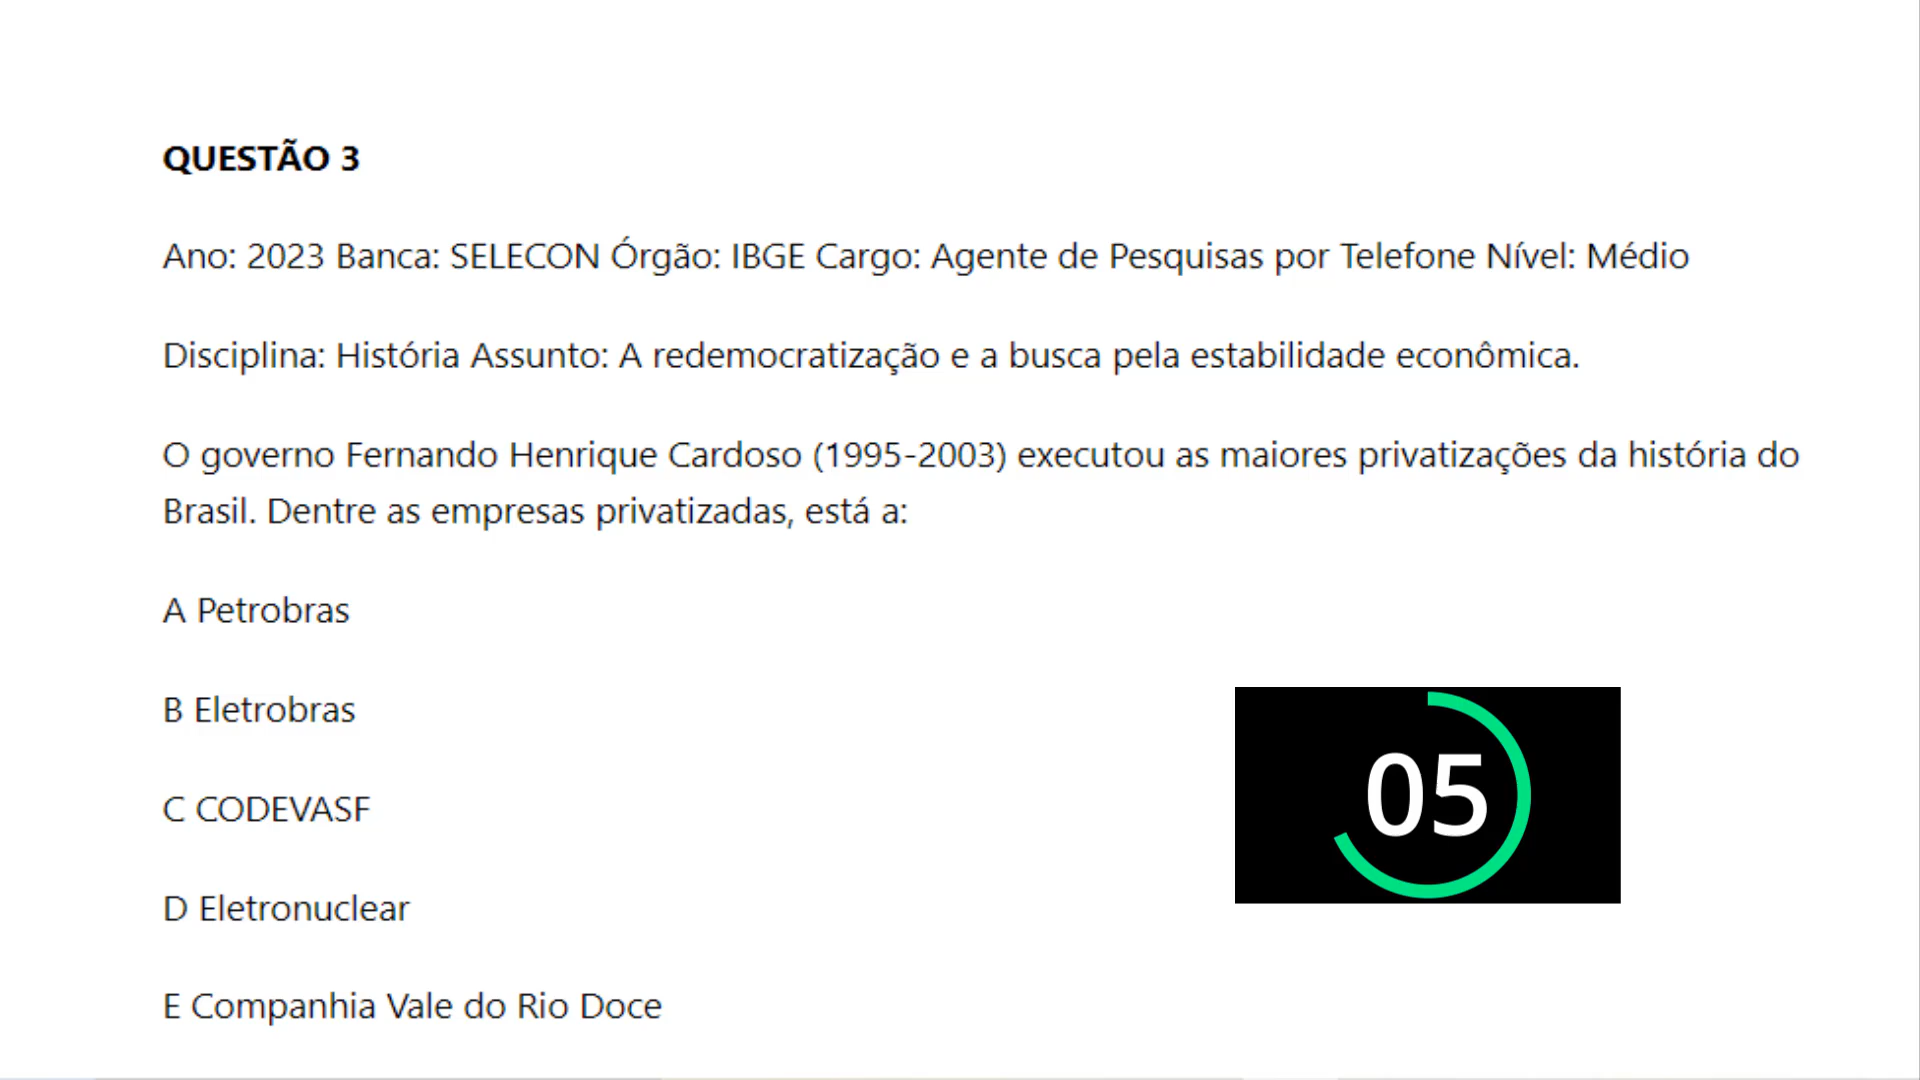 QUESTÃO 3
Ano: 2023 Banca: SELECON Órgão: IBGE Cargo: Agente de Pesquisas por Telefone Nível: Médio
Disciplina: História Assunto: A redemocratização e a busca pela estabilidade econômica.
O governo Fernando Henrique Cardoso (1995-2003) executou as maiores privatizações da história do
Brasil. Dentre as empresas privatizadas, está a:
A Petrobras
B Eletrobras
C CODEVASF
D Eletronuclear
E Companhia Vale do Rio Doce
05